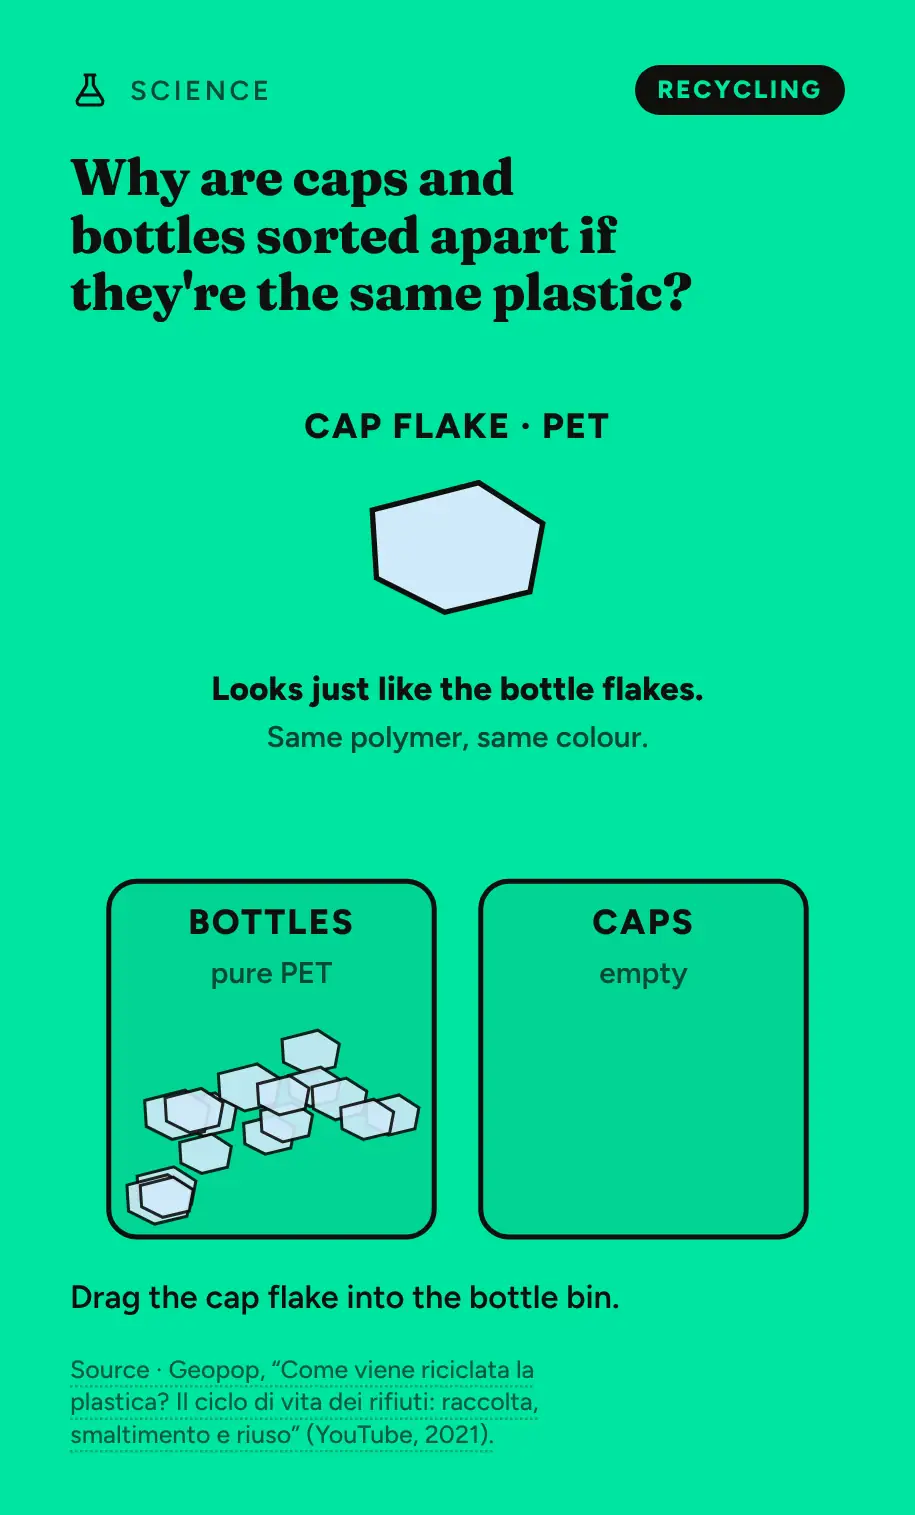 SCIENCE
RECYCLING
Why are caps and
bottles sorted apart if
they're the same plastic?
CAP FLAKE · PET
Looks just like the bottle flakes.
Same polymer, same colour.
BOTTLES
pure PET
CAPS
empty
Drag the cap flake into the bottle bin.
Source · Geopop, “Come viene riciclata la
plastica? Il ciclo di vita dei rifiuti: raccolta,
smaltimento e riuso” (YouTube, 2021).